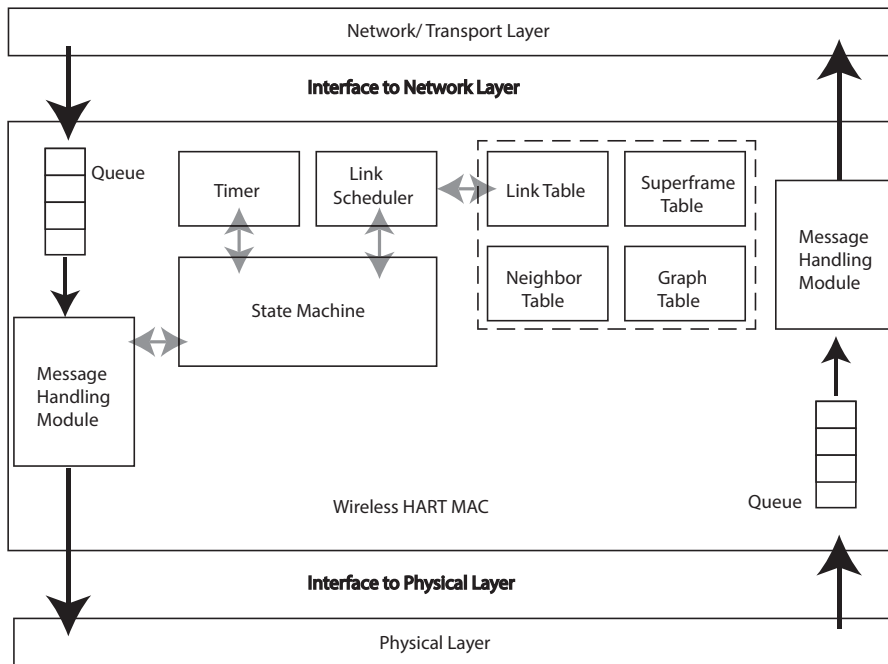 Network/ Transport Layer
Interface to Network Layer
Queue
Timer
Link
Scheduler
Link Table
Superframe
Table
Message
Handling
Module
State Machine
Neighbor
Table
Graph
Table
Message
Handling
Module
Wireless HART MAC
Queue
Interface to Physical Layer
Physical Layer